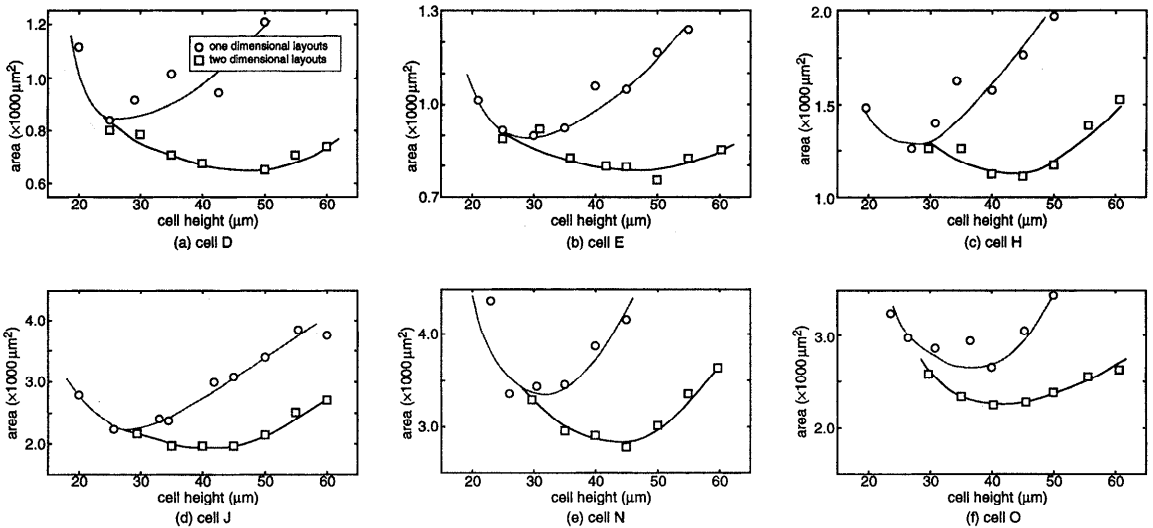 area (×1000μm²)
1.2
1.0
0.8
0.6
○ one dimensional layouts
□ two dimensional layouts
20 30 40 50 60
cell height (μm)
(a) cell D
area (×1000μm²)
1.3
1.0
0.7
20 30 40 50 60
cell height (μm)
(b) cell E
area (×1000μm²)
2.0
1.5
1.0
20 30 40 50 60
cell height (μm)
(c) cell H
area (×1000μm²)
4.0
3.0
2.0
20 30 40 50 60
cell height (μm)
(d) cell J
area (×1000μm²)
4.0
3.0
20 30 40 50 60
cell height (μm)
(e) cell N
area (×1000μm²)
3.0
2.0
20 30 40 50 60
cell height (μm)
(f) cell O